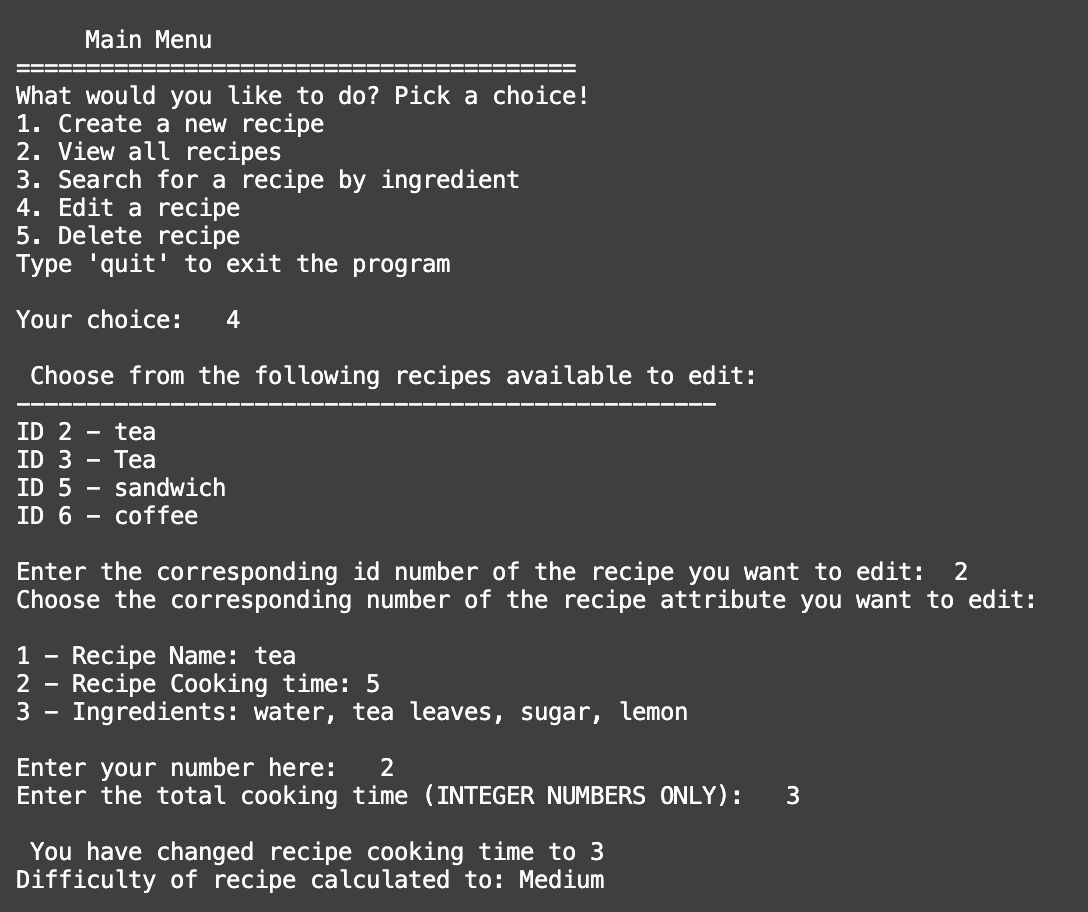 Main Menu
========================================
What would you like to do? Pick a choice!
1. Create a new recipe
2. View all recipes
3. Search for a recipe by ingredient
4. Edit a recipe
5. Delete recipe
Type 'quit' to exit the program
Your choice:   4
Choose from the following recipes available to edit:
--------------------------------------------------
ID 2 - tea
ID 3 - Tea
ID 5 - sandwich
ID 6 - coffee
Enter the corresponding id number of the recipe you want to edit:  2
Choose the corresponding number of the recipe attribute you want to edit:
1 - Recipe Name: tea
2 - Recipe Cooking time: 5
3 - Ingredients: water, tea leaves, sugar, lemon
Enter your number here:   2
Enter the total cooking time (INTEGER NUMBERS ONLY):   3
You have changed recipe cooking time to 3
Difficulty of recipe calculated to: Medium